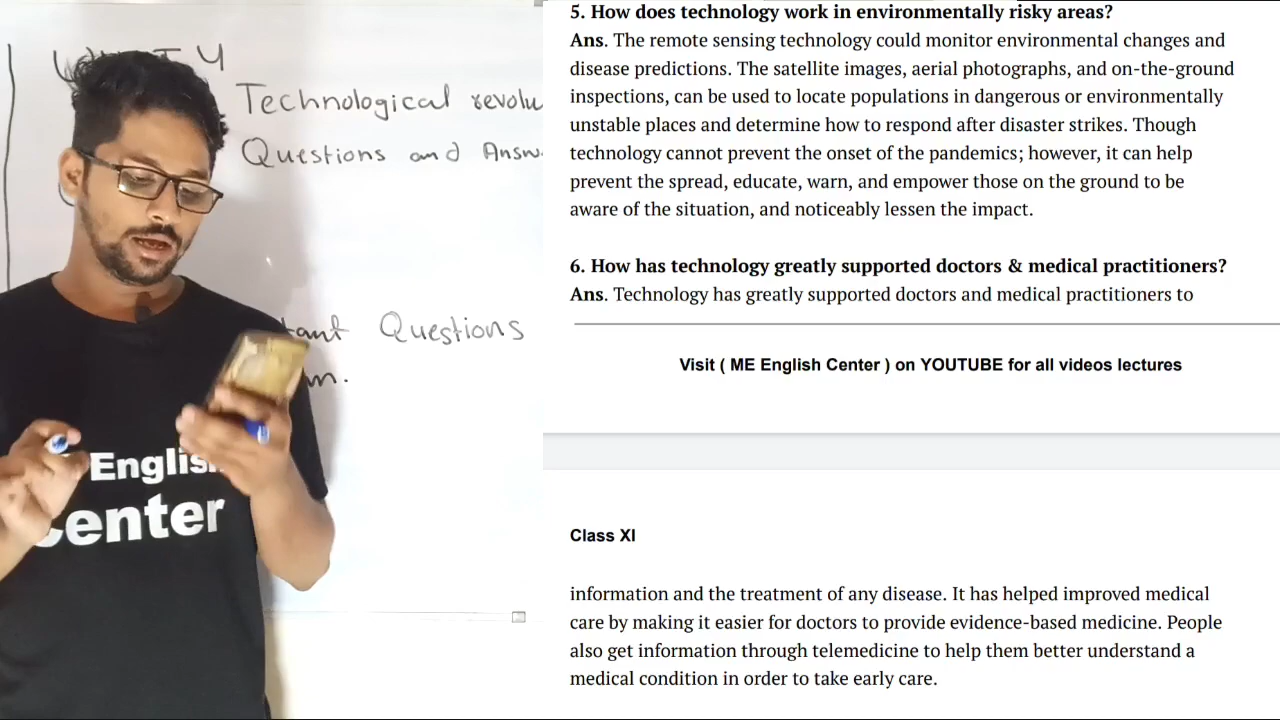 4
Technological revolu
Questions and Answ
Questions
English
Center
5. How does technology work in environmentally risky areas?
Ans. The remote sensing technology could monitor environmental changes and
disease predictions. The satellite images, aerial photographs, and on-the-ground
inspections, can be used to locate populations in dangerous or environmentally
unstable places and determine how to respond after disaster strikes. Though
technology cannot prevent the onset of the pandemics; however, it can help
prevent the spread, educate, warn, and empower those on the ground to be
aware of the situation, and noticeably lessen the impact.
6. How has technology greatly supported doctors & medical practitioners?
Ans. Technology has greatly supported doctors and medical practitioners to
Visit ( ME English Center ) on YOUTUBE for all videos lectures
Class XI
information and the treatment of any disease. It has helped improved medical
care by making it easier for doctors to provide evidence-based medicine. People
also get information through telemedicine to help them better understand a
medical condition in order to take early care.